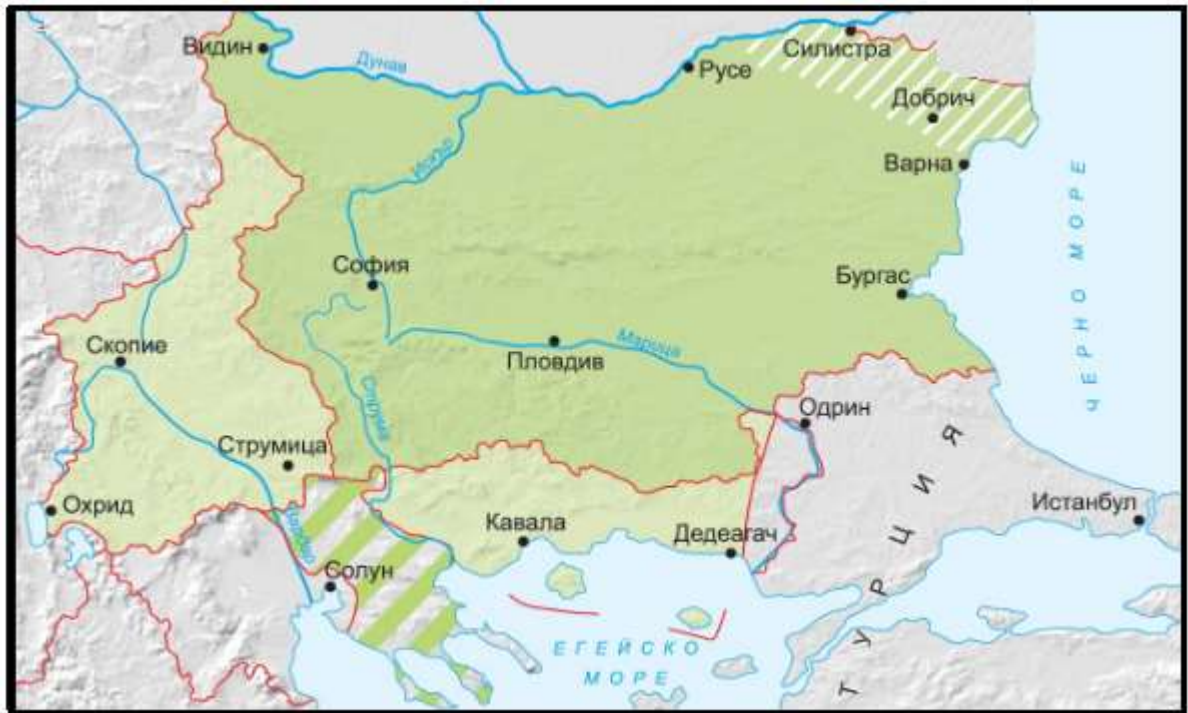 Видин
Дунав
Русе
Силистра
Добрич
Варна
Искър
ЧЕРНО МОРЕ
София
Бургас
Скопие
Пловдив
Марица
Струма
Одрин
Струмица
Охрид
Вардар
Кавала
Дедеагач
Истанбул
Солун
ТУРЦИЯ
ЕГЕЙСКО
МОРЕ